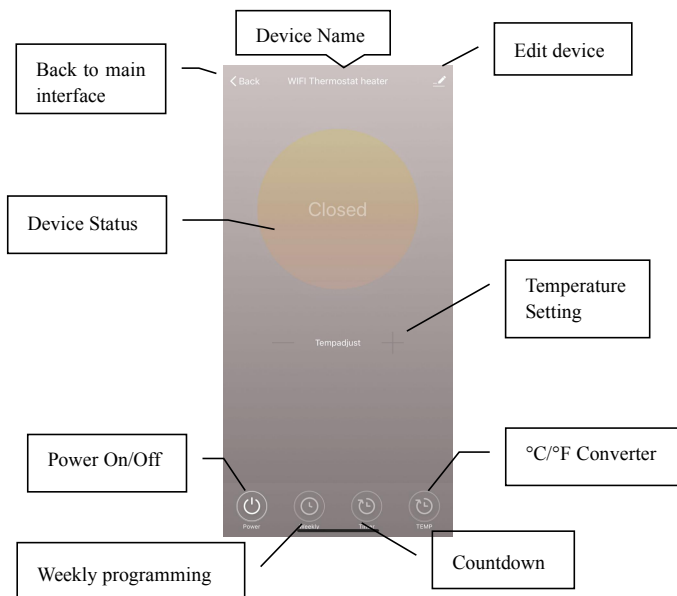 Device Name
Edit device
Back to main
interface
Back
WIFI Thermostat heater
Closed
Device Status
Temperature
Setting
Tempadjust
Power On/Off
°C/°F Converter
Power
Weekly
Timer
TEMP
Weekly programming
Countdown